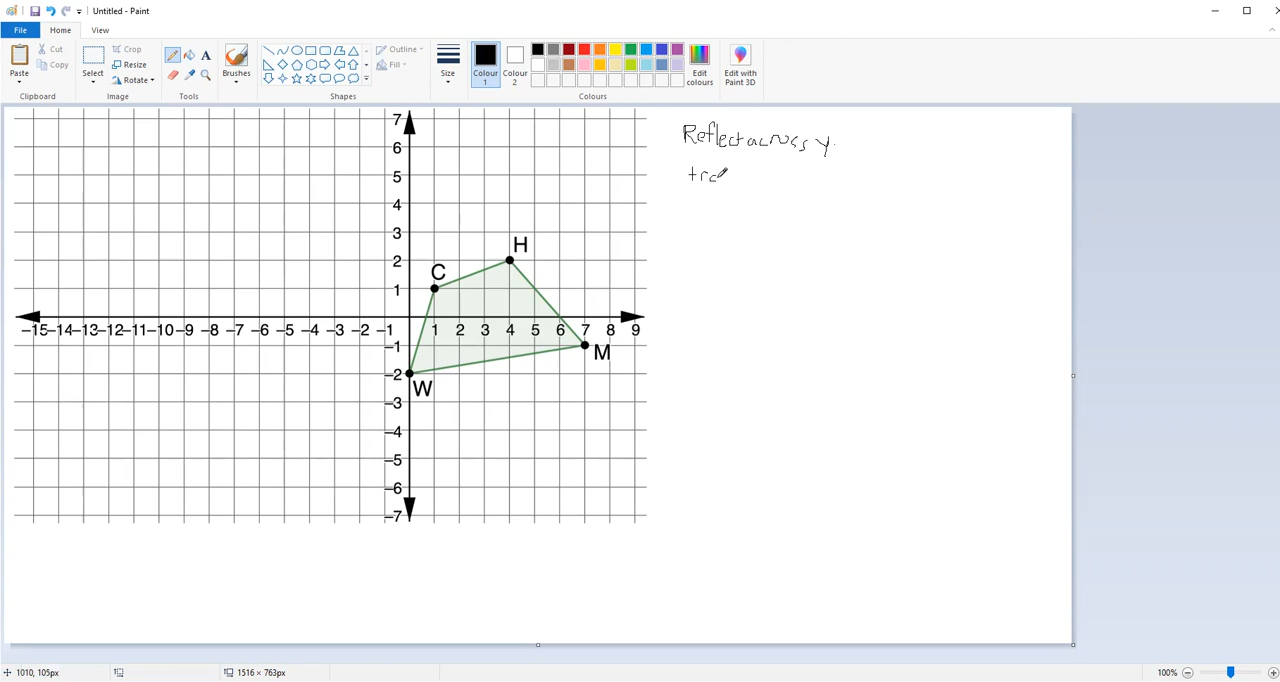 Untitled - Paint
File Home View
Paste Cut Copy Clipboard
Select Crop Resize Rotate Image
Tools
Brushes
Outline Fill Shapes
Size
Colour 1 Colour 2 Edit colours Colours
Edit with Paint 3D
Reflect across y.
tra
7
6
5
4
3
2
1
–1
–2
–3
–4
–5
–6
–7
–15 –14 –13 –12 –11 –10 –9 –8 –7 –6 –5 –4 –3 –2 –1 1 2 3 4 5 6 7 8 9
C
H
M
W
1010, 105px 1516 × 763px 100%